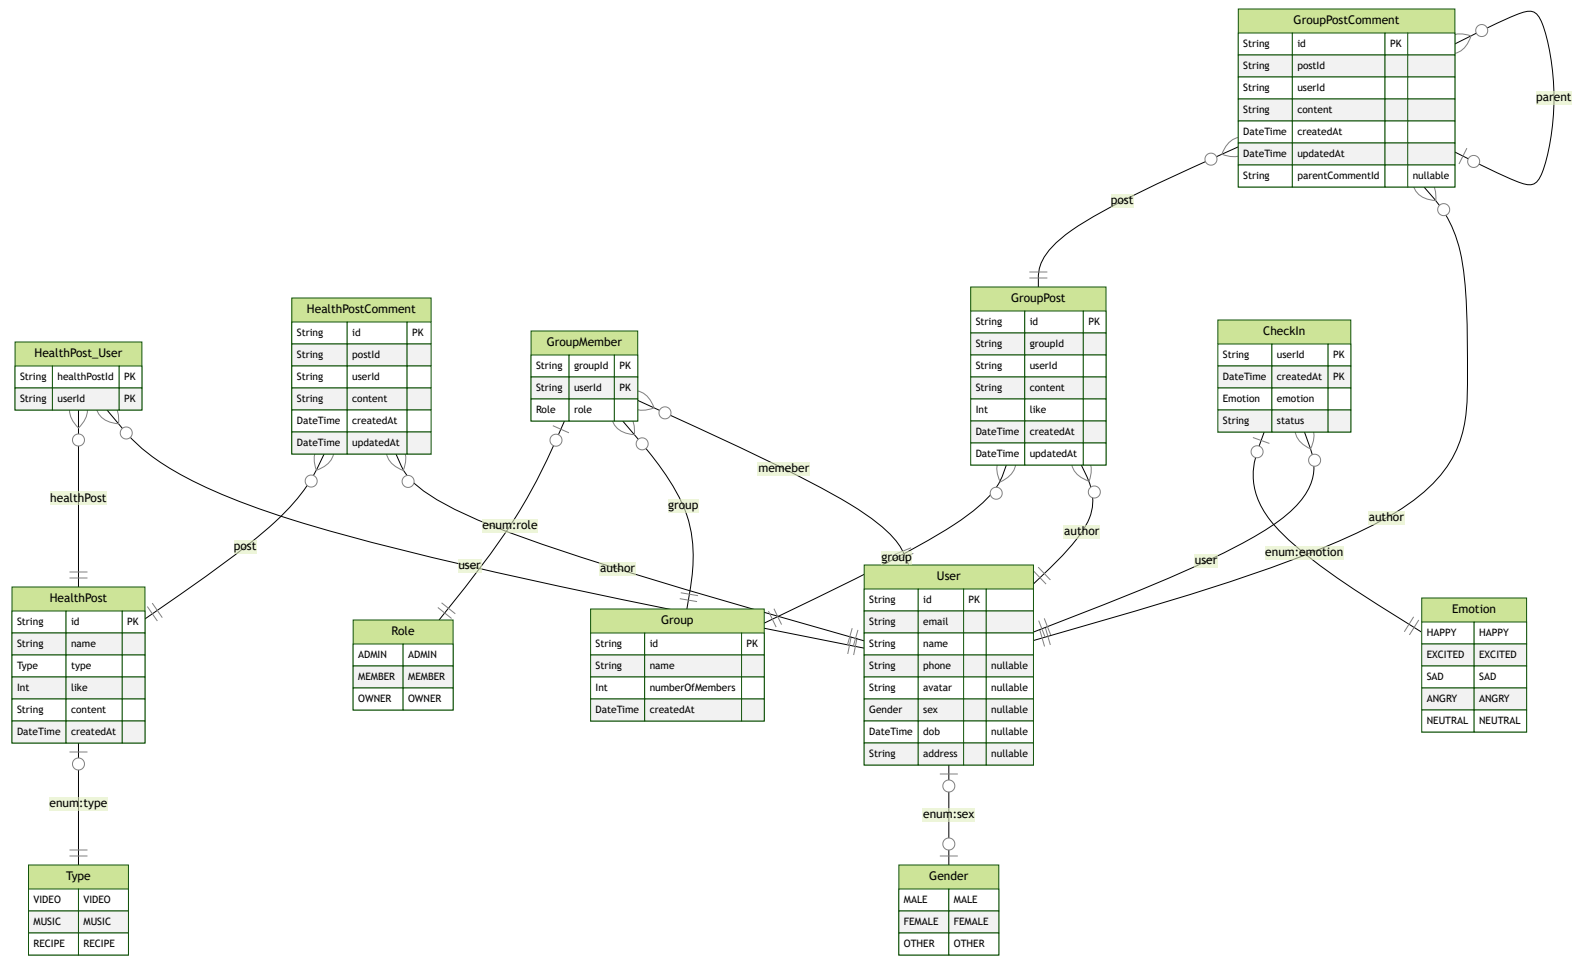 GroupPostComment
String id PK
String postId
String userId
String content
DateTime createdAt
DateTime updatedAt
String parentCommentId nullable
parent
post
GroupPost
String id PK
String groupId
String userId
String content
Int like
DateTime createdAt
DateTime updatedAt
HealthPostComment
String id PK
String postId
String userId
String content
DateTime createdAt
DateTime updatedAt
GroupMember
String groupId PK
String userId PK
Role role
HealthPost_User
String healthPostId PK
String userId PK
CheckIn
String userId PK
DateTime createdAt PK
Emotion emotion
String status
memeber
healthPost
group
author
enum:role
author
post
group
enum:emotion
user
user
author
HealthPost
String id PK
String name
Type type
Int like
String content
DateTime createdAt
Role
ADMIN ADMIN
MEMBER MEMBER
OWNER OWNER
Group
String id PK
String name
Int numberOfMembers
DateTime createdAt
User
String id PK
String email
String name
String phone nullable
String avatar nullable
Gender sex nullable
DateTime dob nullable
String address nullable
Emotion
HAPPY HAPPY
EXCITED EXCITED
SAD SAD
ANGRY ANGRY
NEUTRAL NEUTRAL
enum:type
enum:sex
Type
VIDEO VIDEO
MUSIC MUSIC
RECIPE RECIPE
Gender
MALE MALE
FEMALE FEMALE
OTHER OTHER